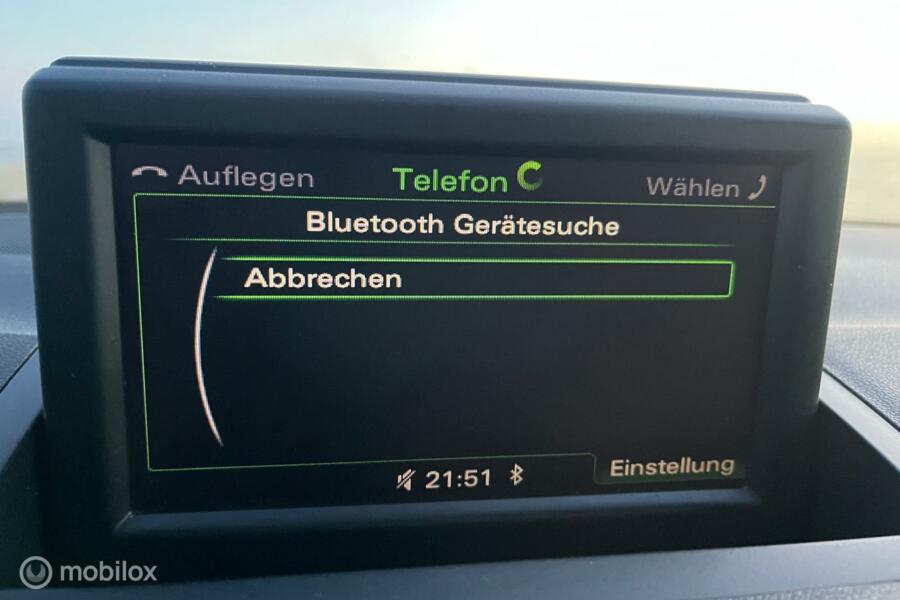 Auflegen Telefon Wählen
Bluetooth Gerätesuche
Abbrechen
21:51 Einstellung
mobilox